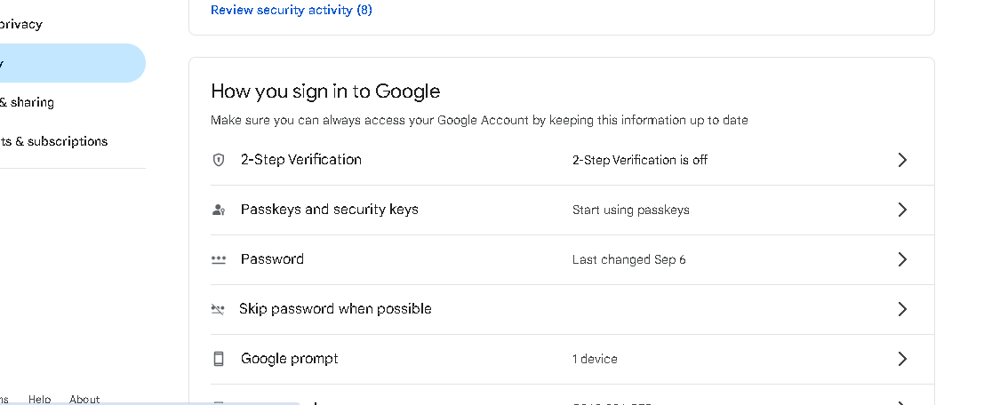 Review security activity (8)
privacy
y
& sharing
ts & subscriptions
How you sign in to Google
Make sure you can always access your Google Account by keeping this information up to date
2-Step Verification 2-Step Verification is off
Passkeys and security keys Start using passkeys
Password Last changed Sep 6
Skip password when possible
Google prompt 1 device
ms Help About